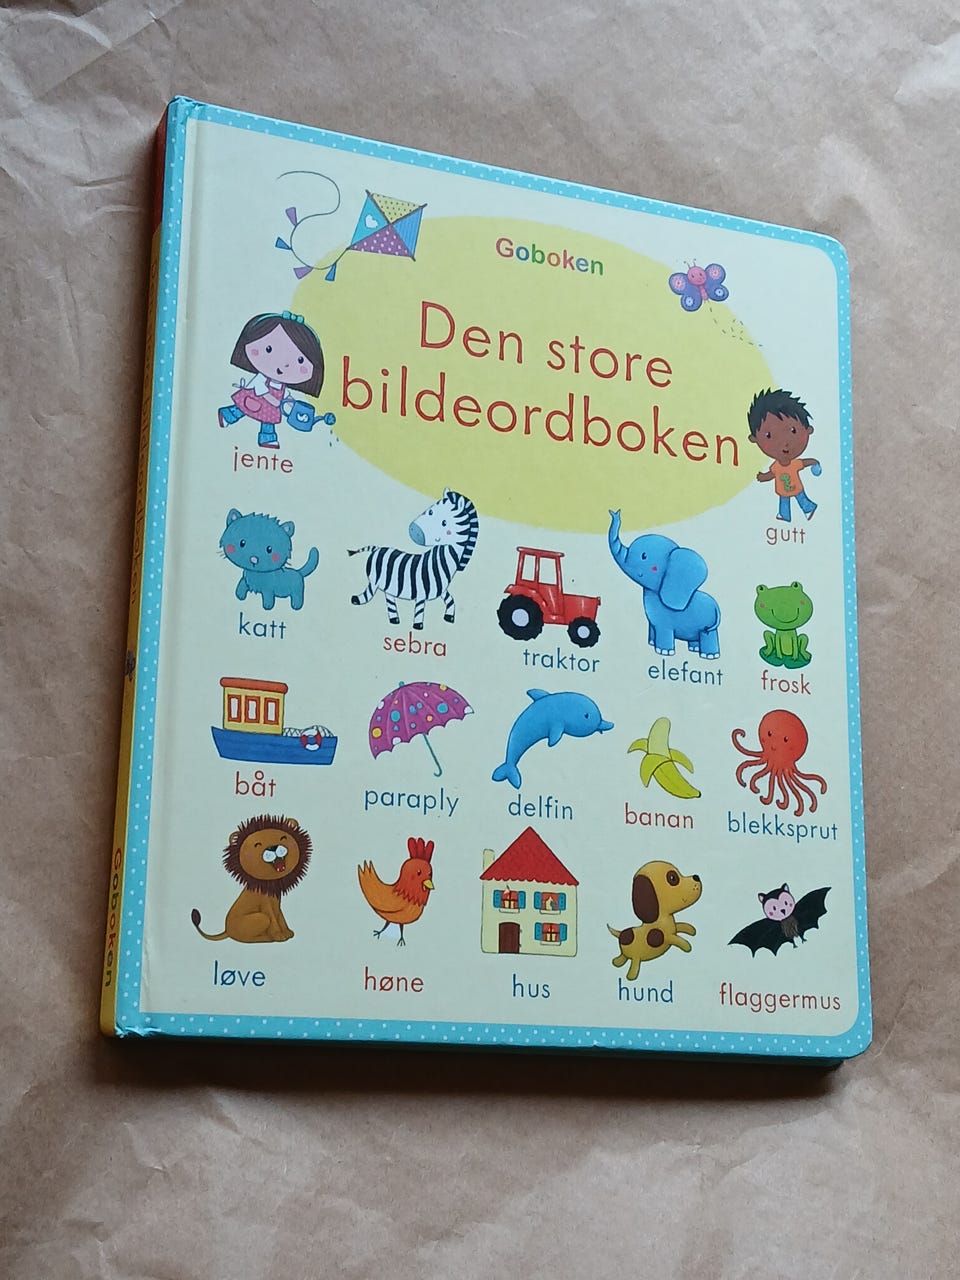 Goboken
Den store
bildeordboken
jente
gutt
katt
sebra
traktor
elefant
frosk
båt
paraply
delfin
banan
blekksprut
løve
høne
hus
hund
flaggermus
Goboken